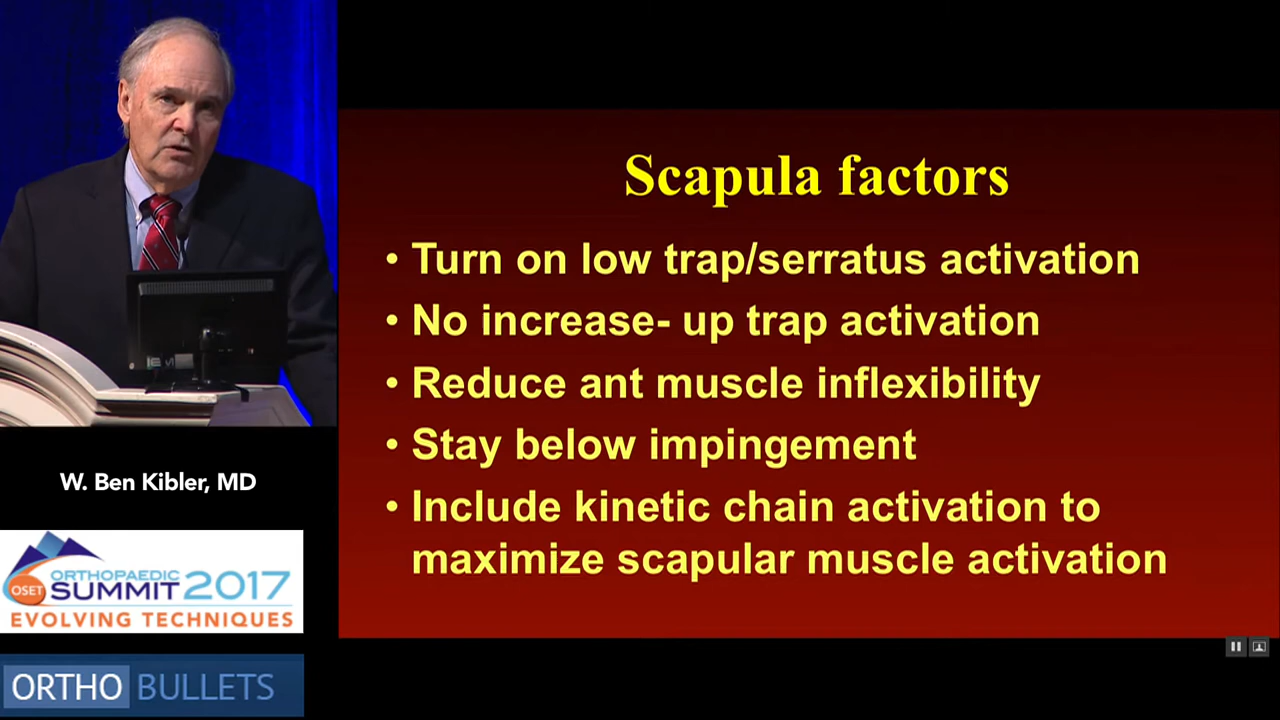 Scapula factors
• Turn on low trap/serratus activation
• No increase- up trap activation
• Reduce ant muscle inflexibility
• Stay below impingement
• Include kinetic chain activation to
maximize scapular muscle activation
W. Ben Kibler, MD
OSET
ORTHOPAEDIC
SUMMIT 2017
EVOLVING TECHNIQUES
ORTHO BULLETS